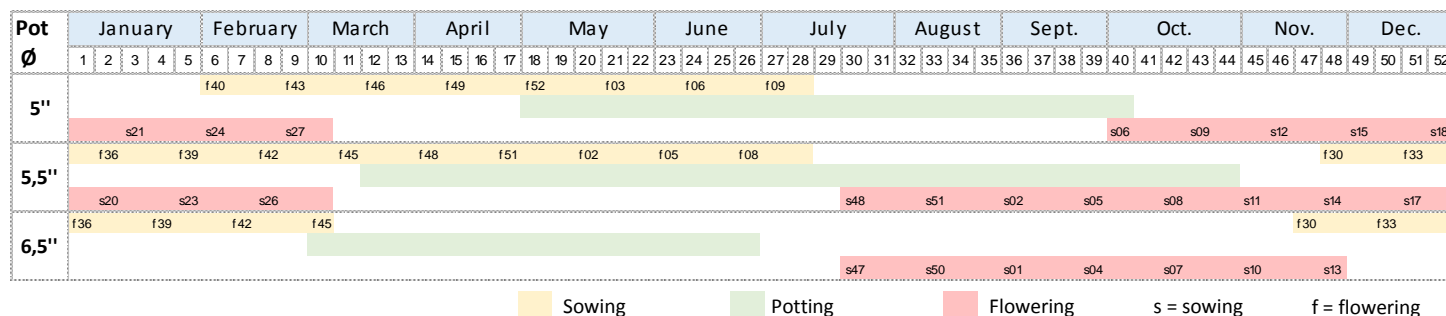 Pot January February March April May June July August Sept. Oct. Nov. Dec.
Ø 1 2 3 4 5 6 7 8 9 10 11 12 13 14 15 16 17 18 19 20 21 22 23 24 25 26 27 28 29 30 31 32 33 34 35 36 37 38 39 40 41 42 43 44 45 46 47 48 49 50 51 52
f40 f43 f46 f49 f52 f03 f06 f09
5''
s21 s24 s27 s06 s09 s12 s15 s18
f36 f39 f42 f45 f48 f51 f02 f05 f08 f30 f33
5,5''
s20 s23 s26 s48 s51 s02 s05 s08 s11 s14 s17
f36 f39 f42 f45 f30 f33
6,5''
s47 s50 s01 s04 s07 s10 s13
Sowing Potting Flowering s = sowing f = flowering